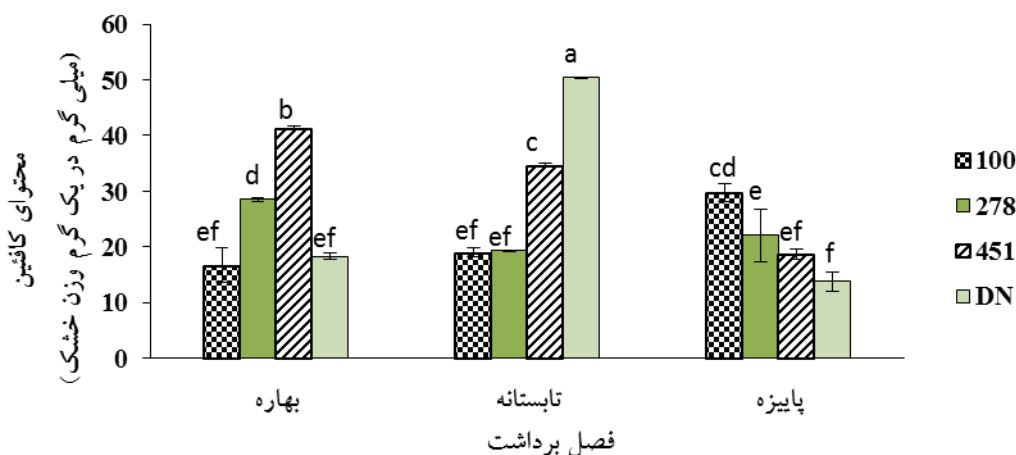 محتوای کافئین
(میلی گرم در یک گرم وزن خشک)
60
50
40
30
20
10
0
ef
d
b
ef
ef
ef
c
a
cd
e
ef
f
بهاره
تابستانه
پاییزه
فصل برداشت
100
278
451
DN